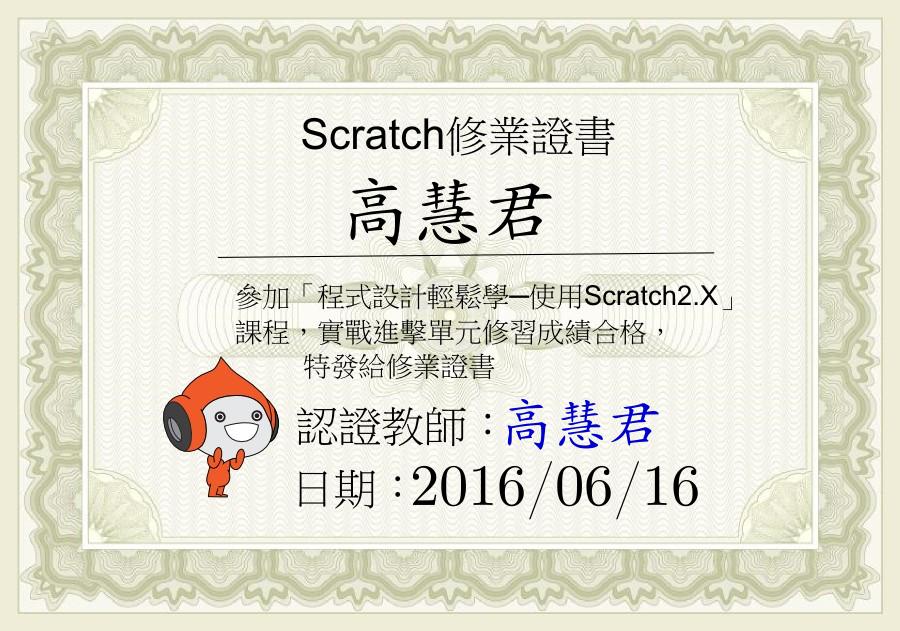 Scratch修業證書
高慧君
參加「程式設計輕鬆學─使用Scratch2.X」
課程，實戰進擊單元修習成績合格，
特發給修業證書
認證教師：高慧君
日期：2016/06/16